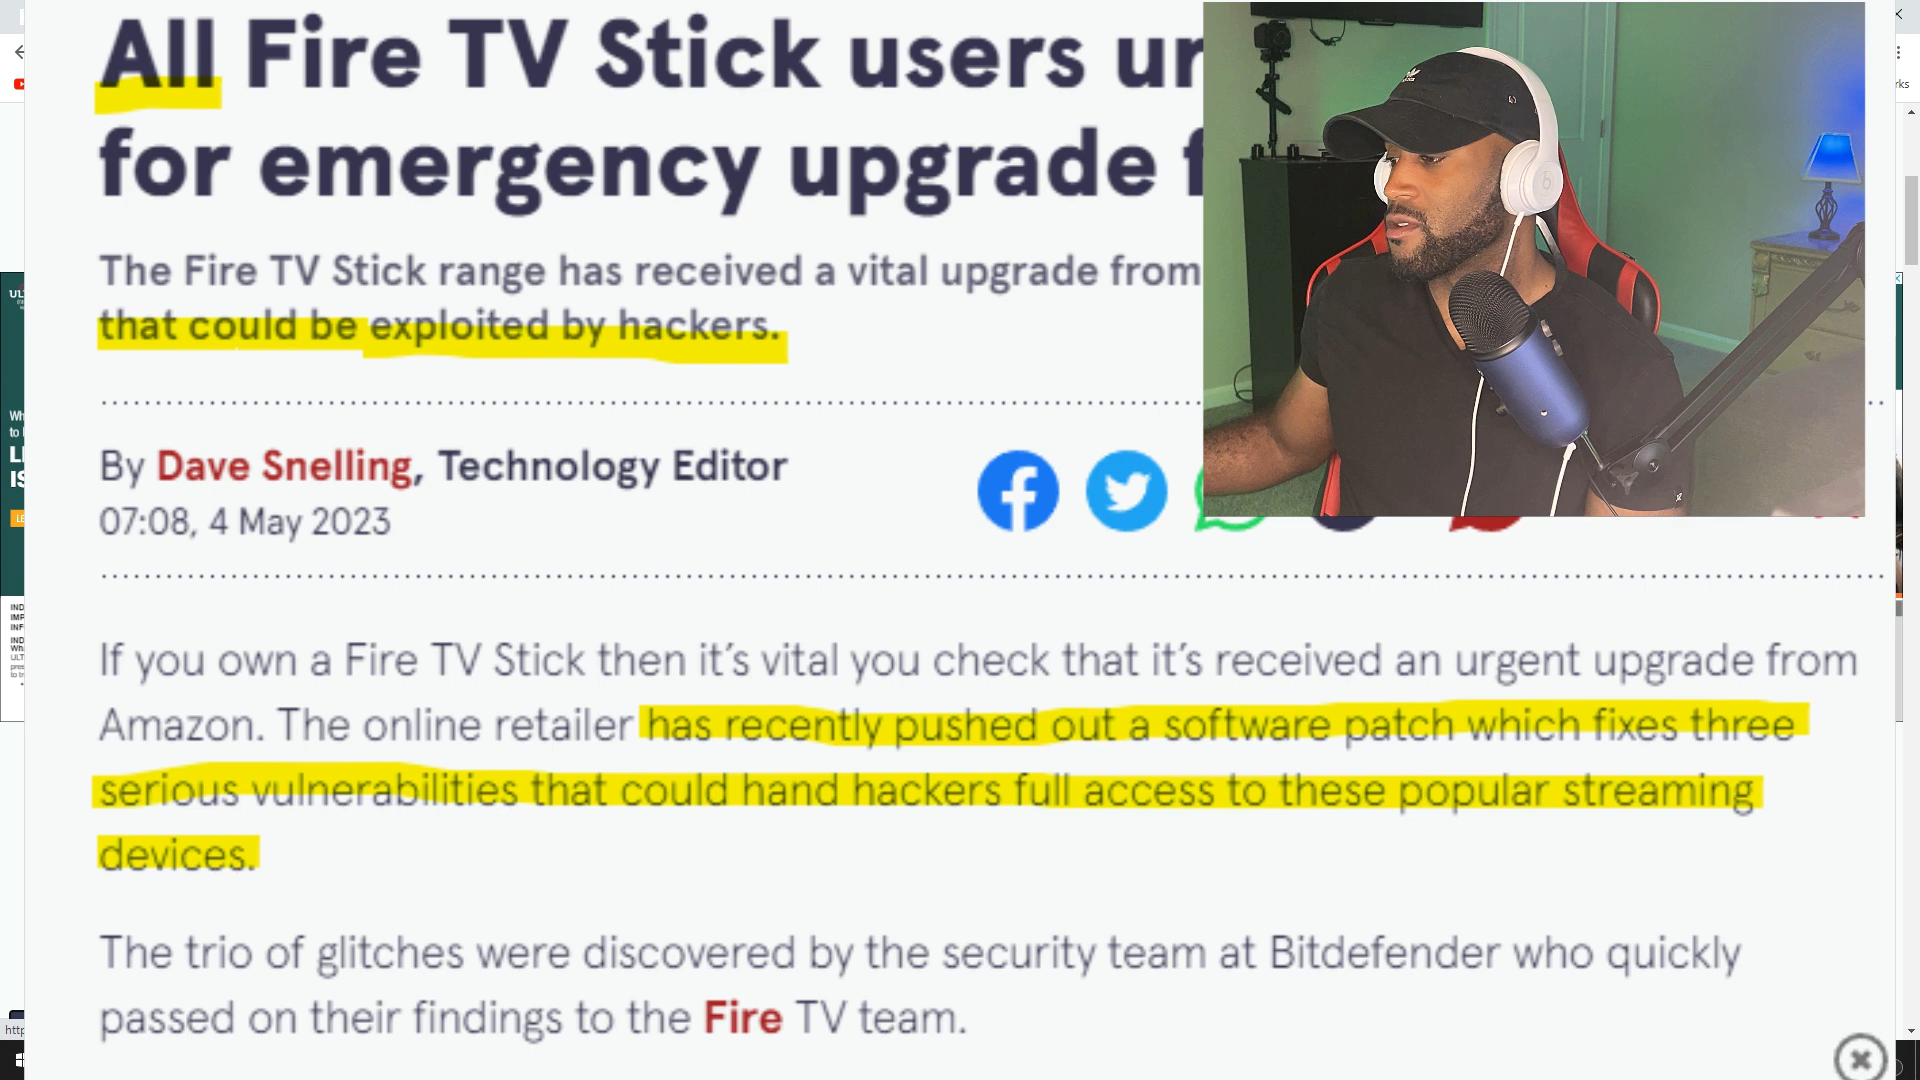 All Fire TV Stick users ur
for emergency upgrade f
The Fire TV Stick range has received a vital upgrade from
that could be exploited by hackers.
By Dave Snelling, Technology Editor
07:08, 4 May 2023
If you own a Fire TV Stick then it's vital you check that it's received an urgent upgrade from
Amazon. The online retailer has recently pushed out a software patch which fixes three
serious vulnerabilities that could hand hackers full access to these popular streaming
devices.
The trio of glitches were discovered by the security team at Bitdefender who quickly
passed on their findings to the Fire TV team.